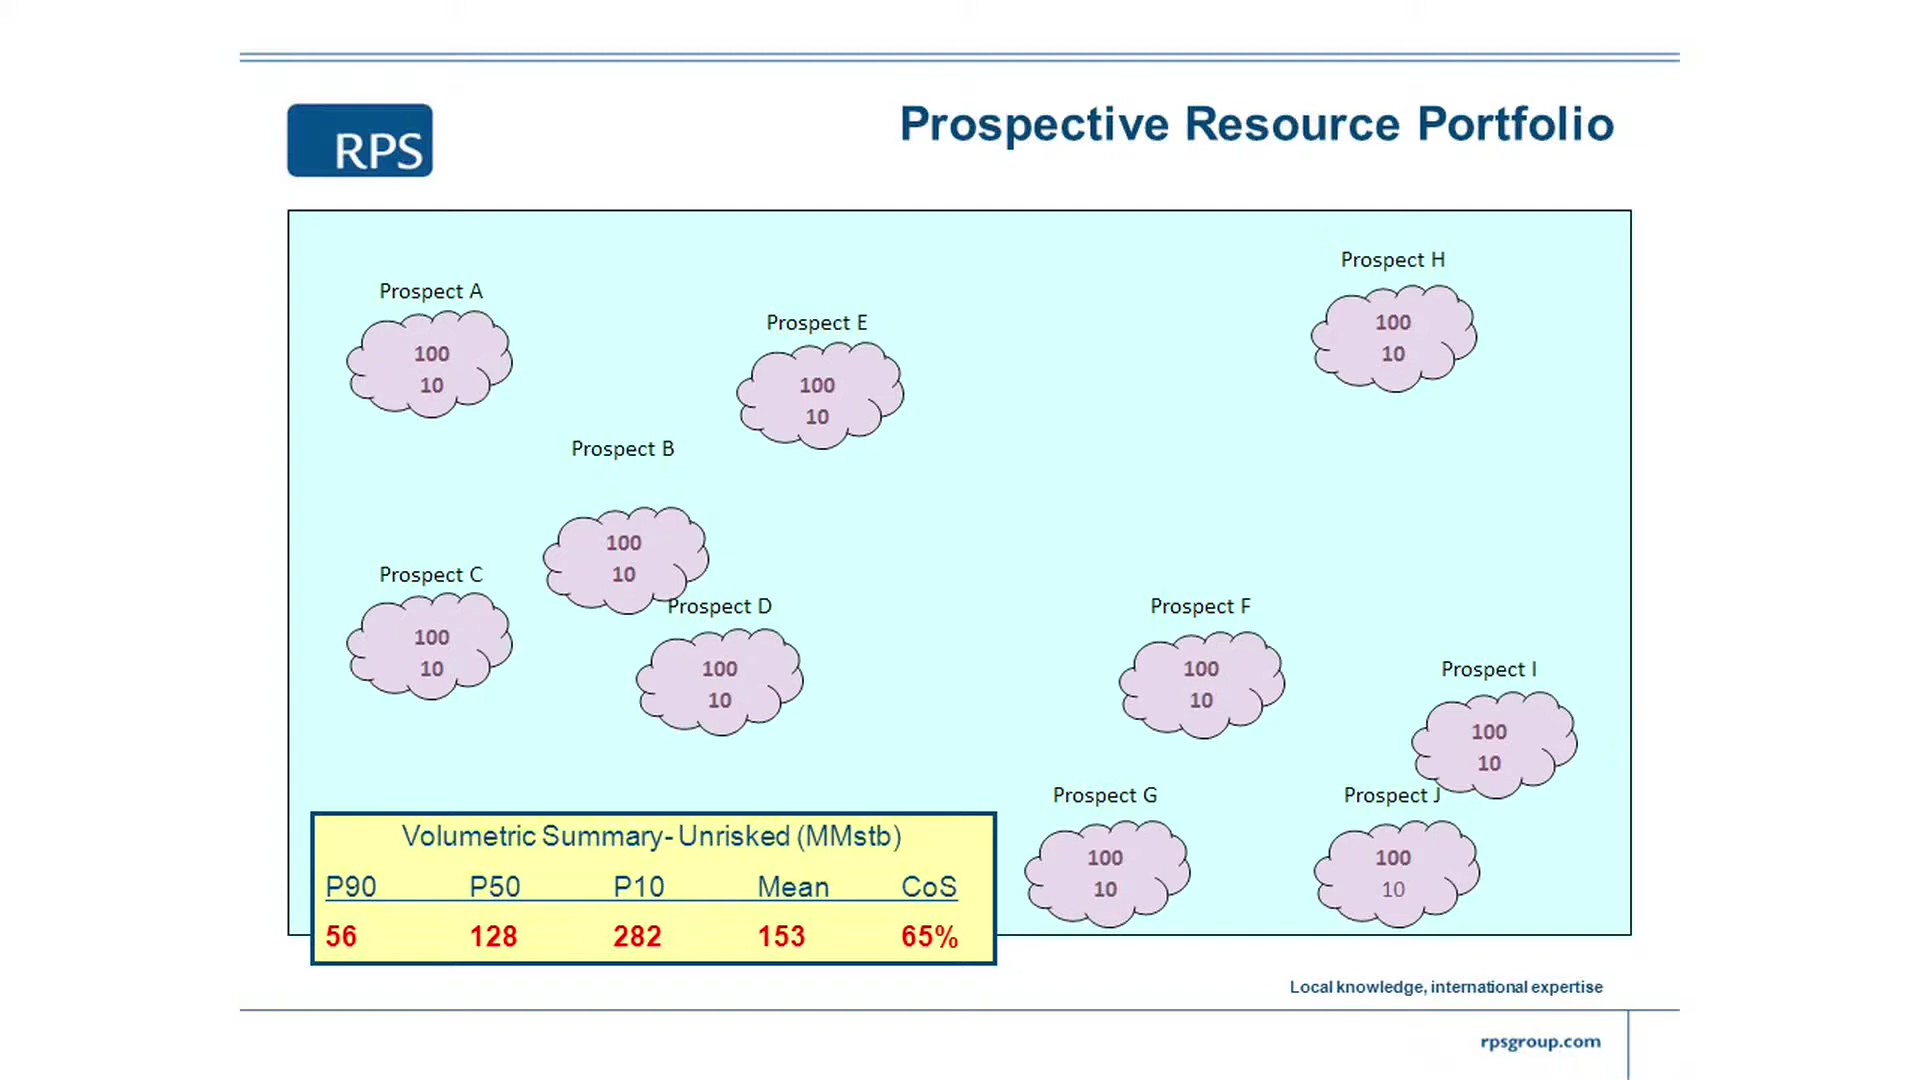 Prospective Resource Portfolio
RPS
Prospect H
Prospect A
100
10
Prospect E
100
10
100
10
Prospect B
100
10
Prospect C
100
10
Prospect D
100
10
Prospect F
100
10
Prospect I
100
10
Prospect G
100
10
Prospect J
100
10
Volumetric Summary- Unrisked (MMstb)
P90 P50 P10 Mean CoS
56 128 282 153 65%
Local knowledge, international expertise
rpsgroup.com